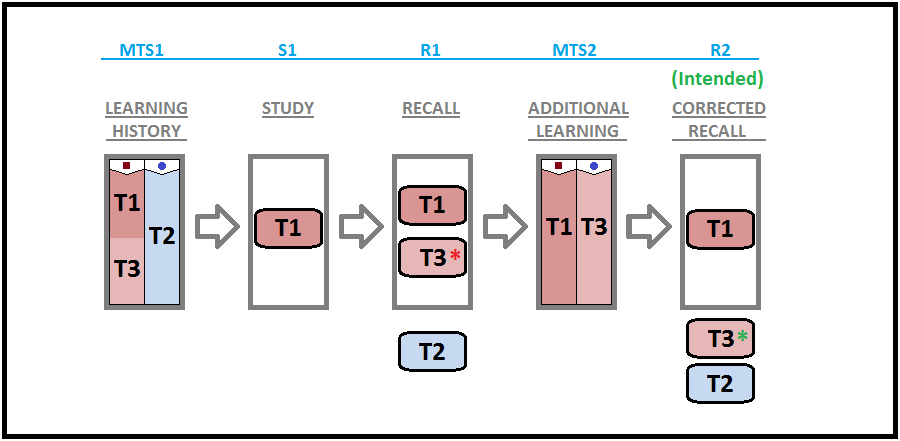 MTS1 S1 R1 MTS2 R2
(Intended)
LEARNING HISTORY
STUDY
RECALL
ADDITIONAL LEARNING
CORRECTED RECALL
T1
T3
T2
T1
T1
T3*
T2
T1 T3
T1
T3*
T2